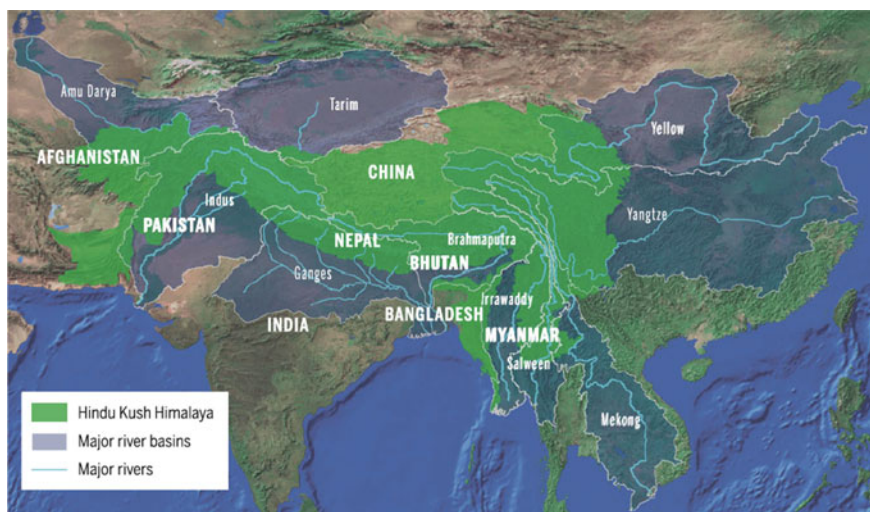 Amu Darya
Tarim
Yellow
AFGHANISTAN
CHINA
Indus
PAKISTAN
Yangtze
NEPAL
Brahmaputra
BHUTAN
Ganges
Irrawaddy
BANGLADESH
INDIA
MYANMAR
Salween
Mekong
Hindu Kush Himalaya
Major river basins
Major rivers